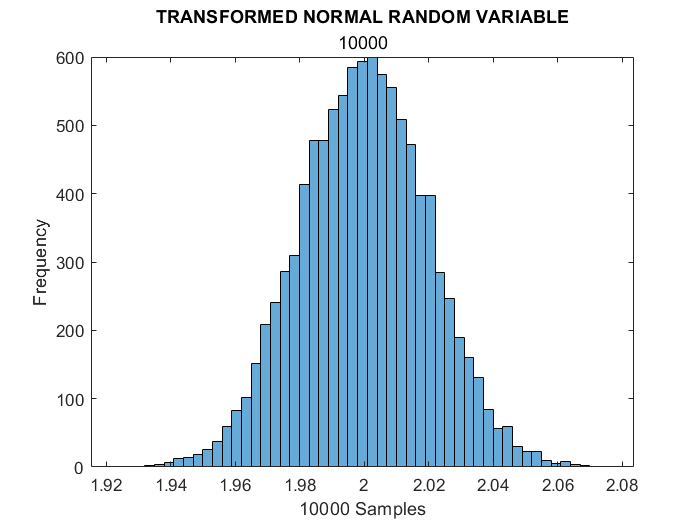 TRANSFORMED NORMAL RANDOM VARIABLE
10000
600
500
400
300
200
100
0
Frequency
1.92 1.94 1.96 1.98 2 2.02 2.04 2.06 2.08
10000 Samples